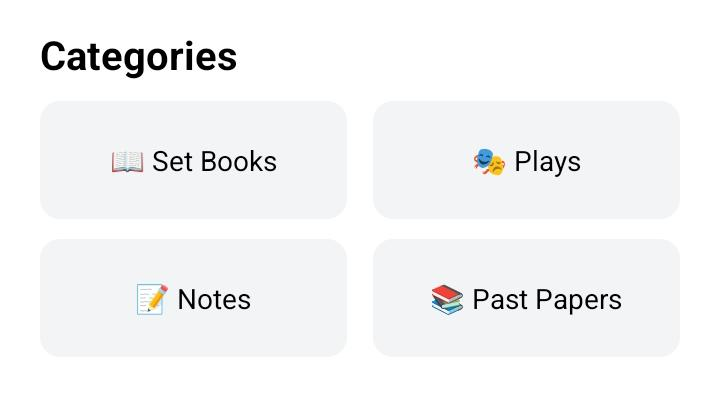 Categories
📖 Set Books
🎭 Plays
📝 Notes
📚 Past Papers